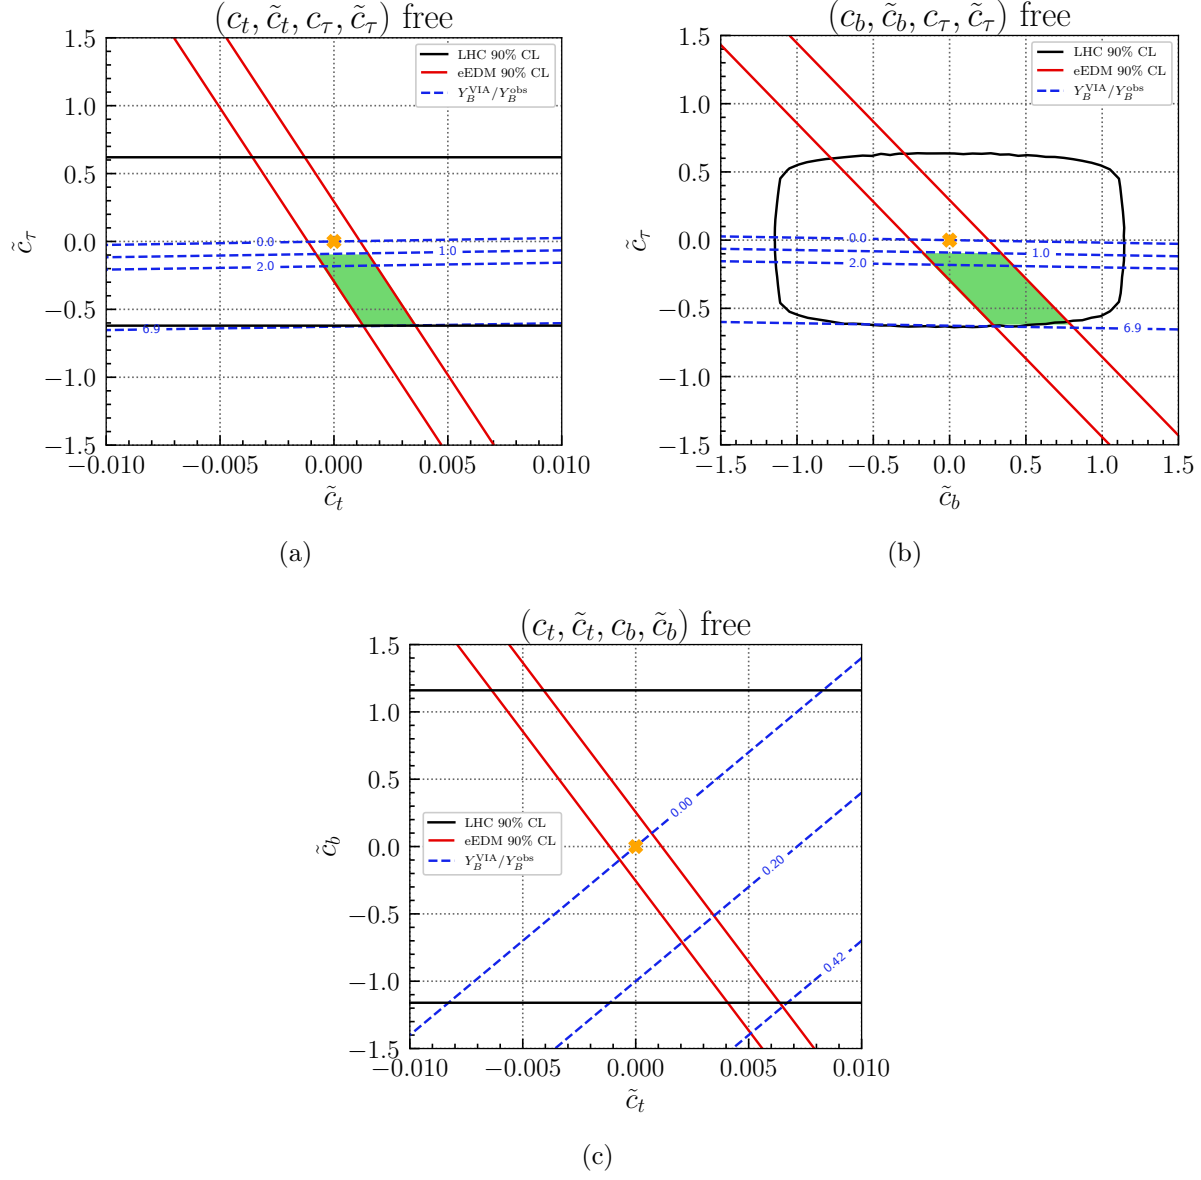 (c_t, c̃_t, c_τ, c̃_τ) free
1.5
1.0
0.5
0.0
−0.5
−1.0
−1.5
c̃_τ
LHC 90% CL
eEDM 90% CL
Y_B^VIA/Y_B^obs
0.0
1.0
2.0
6.9
−0.010
−0.005
0.000
0.005
0.010
c̃_t
(a)
(c_b, c̃_b, c_τ, c̃_τ) free
1.5
1.0
0.5
0.0
−0.5
−1.0
−1.5
c̃_τ
LHC 90% CL
eEDM 90% CL
Y_B^VIA/Y_B^obs
0.0
1.0
2.0
6.9
−1.5
−1.0
−0.5
0.0
0.5
1.0
1.5
c̃_b
(b)
(c_t, c̃_t, c_b, c̃_b) free
1.5
1.0
0.5
0.0
−0.5
−1.0
−1.5
c̃_b
LHC 90% CL
eEDM 90% CL
Y_B^VIA/Y_B^obs
0.00
0.20
0.42
−0.010
−0.005
0.000
0.005
0.010
c̃_t
(c)